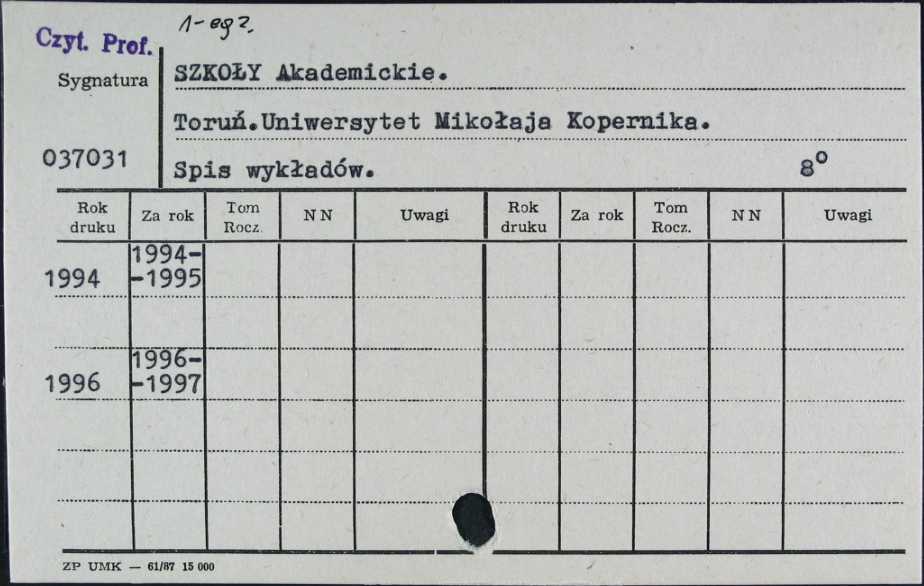 1-egz.
Czyt. Prof.
Sygnatura
SZKOŁY Akademickie.
Toruń.Uniwersytet Mikołaja Kopernika.
037031
Spis wykładów. 8°
Rok druku Za rok Tom Rocz. NN Uwagi Rok druku Za rok Tom Rocz. NN Uwagi
1994-
1994 -1995
1996-
1996 -1997
ZP UMK — 61/87 15 000